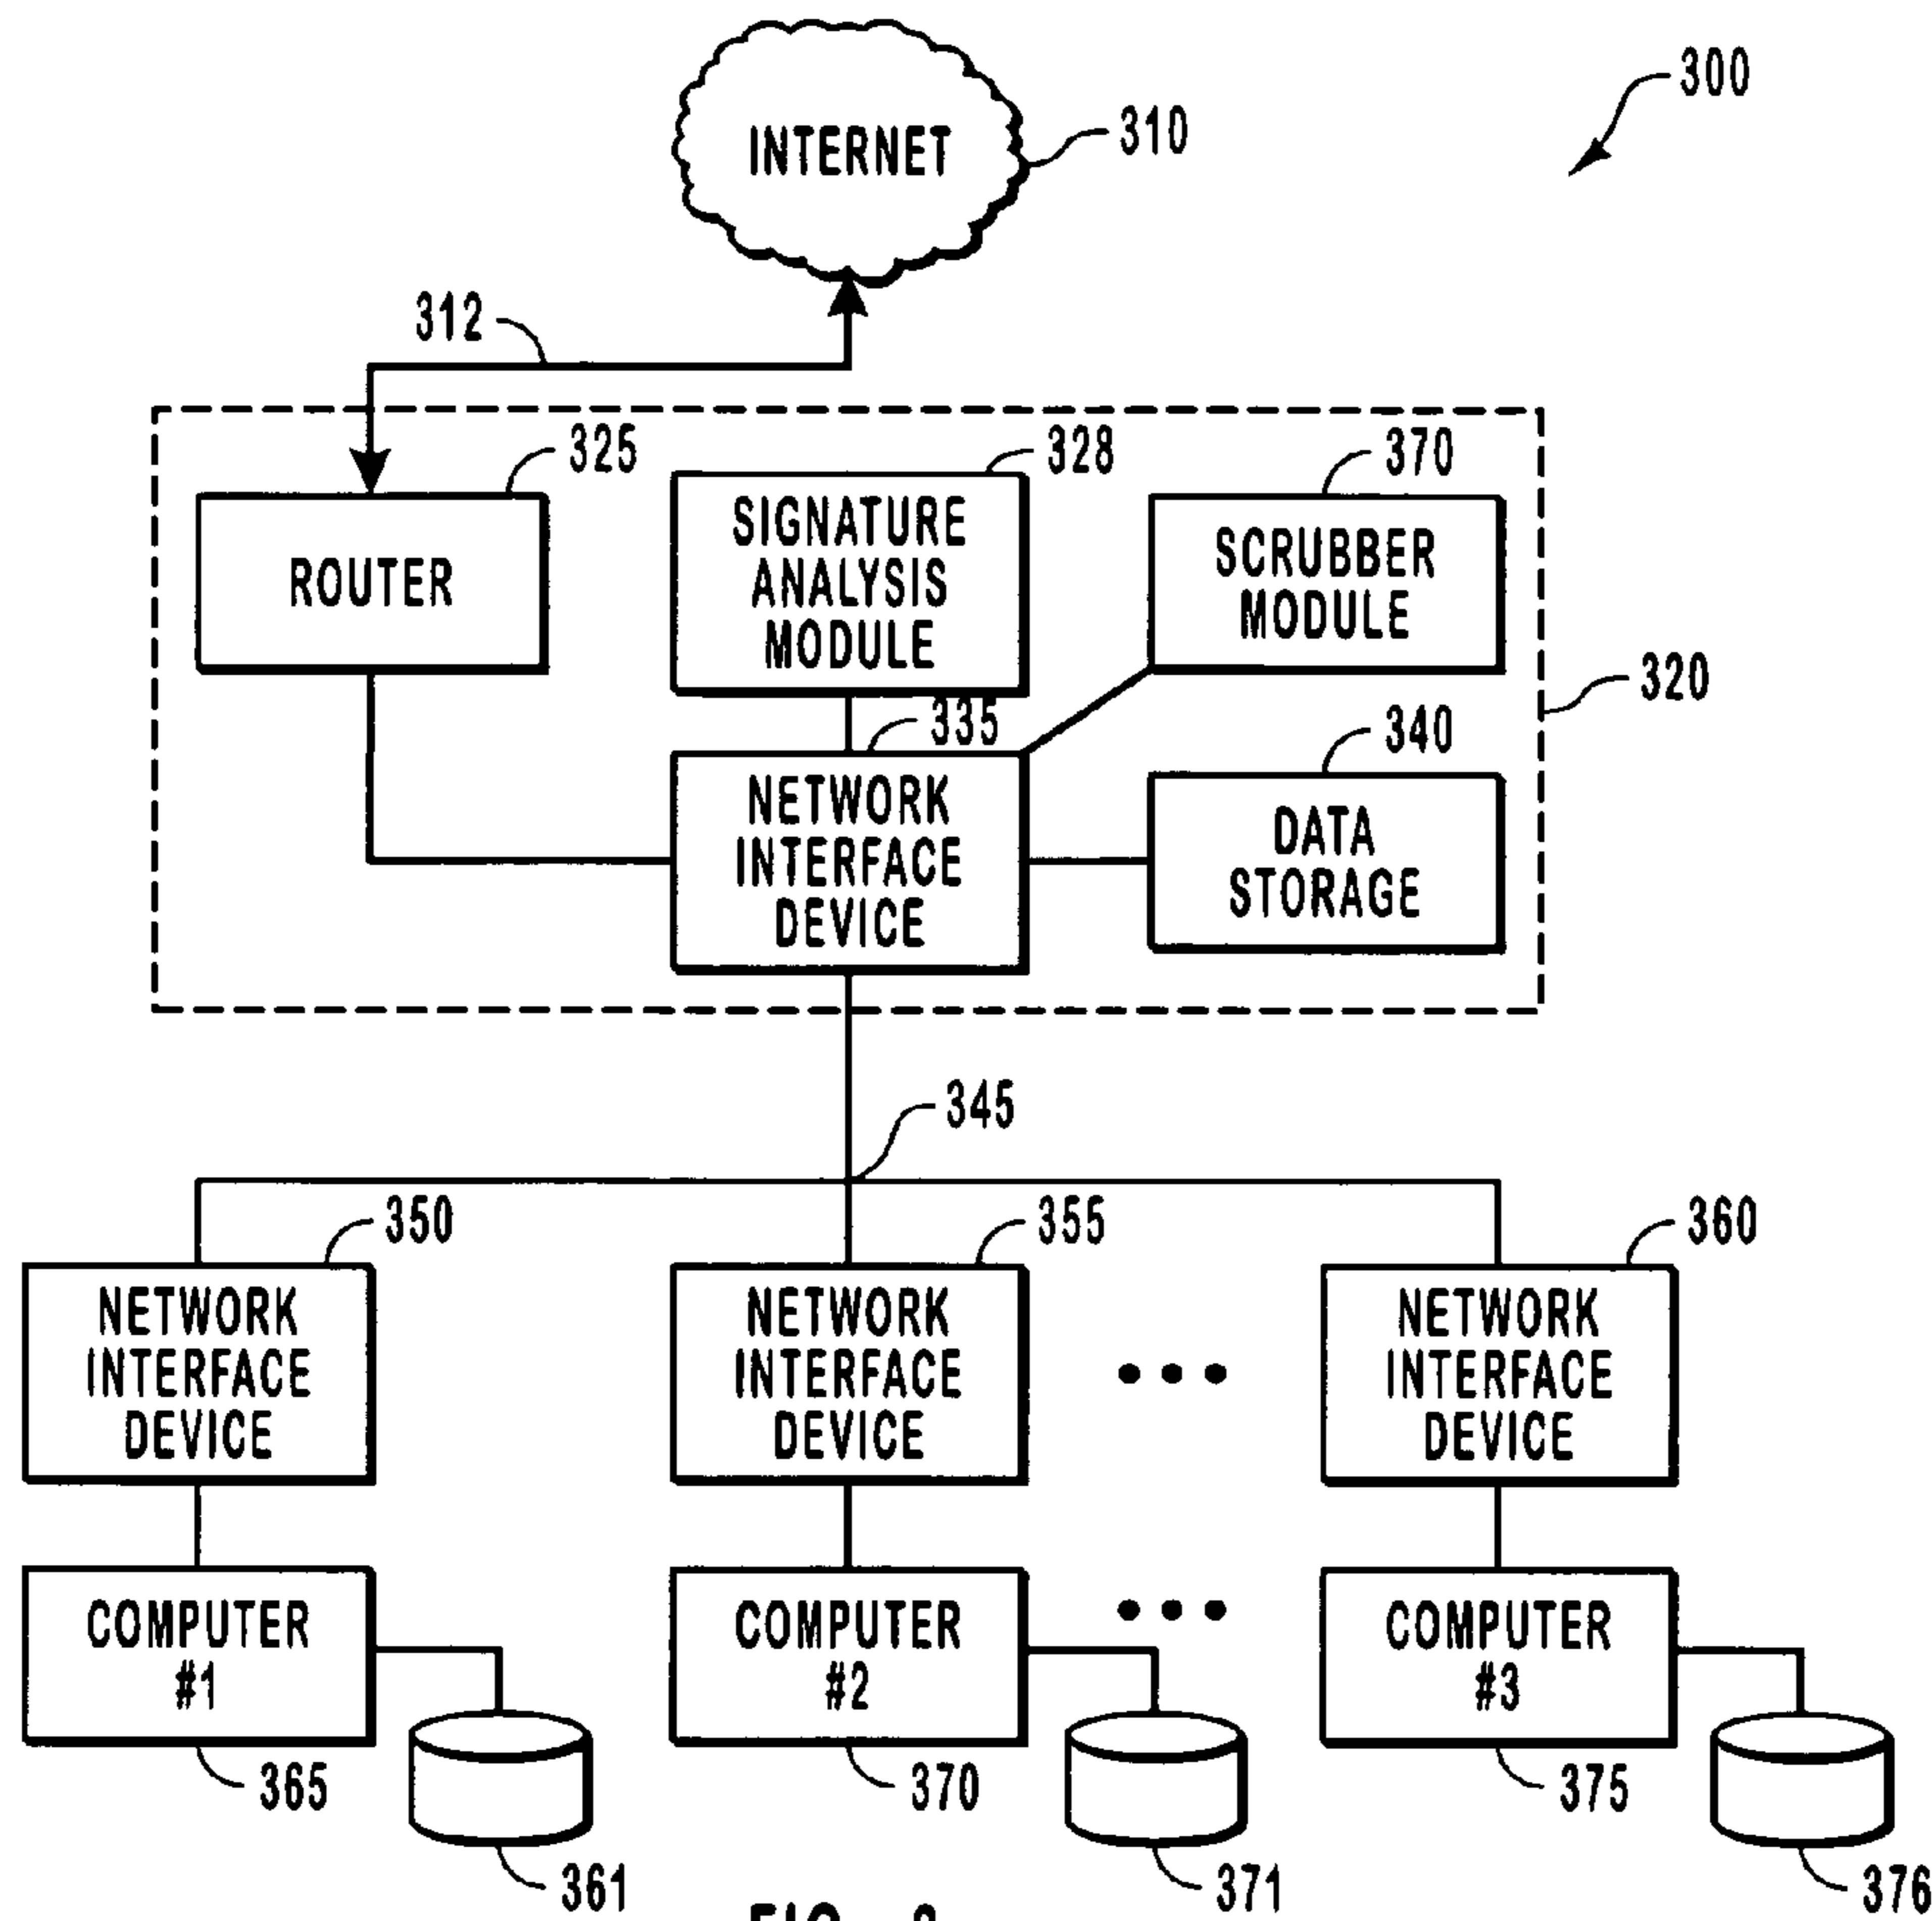 300
INTERNET
310
312
325
328
370
ROUTER
SIGNATURE
ANALYSIS
MODULE
SCRUBBER
MODULE
320
335
340
NETWORK
INTERFACE
DEVICE
DATA
STORAGE
345
350
355
360
NETWORK
INTERFACE
DEVICE
NETWORK
INTERFACE
DEVICE
NETWORK
INTERFACE
DEVICE
COMPUTER
#1
COMPUTER
#2
COMPUTER
#3
365
370
375
361
371
376